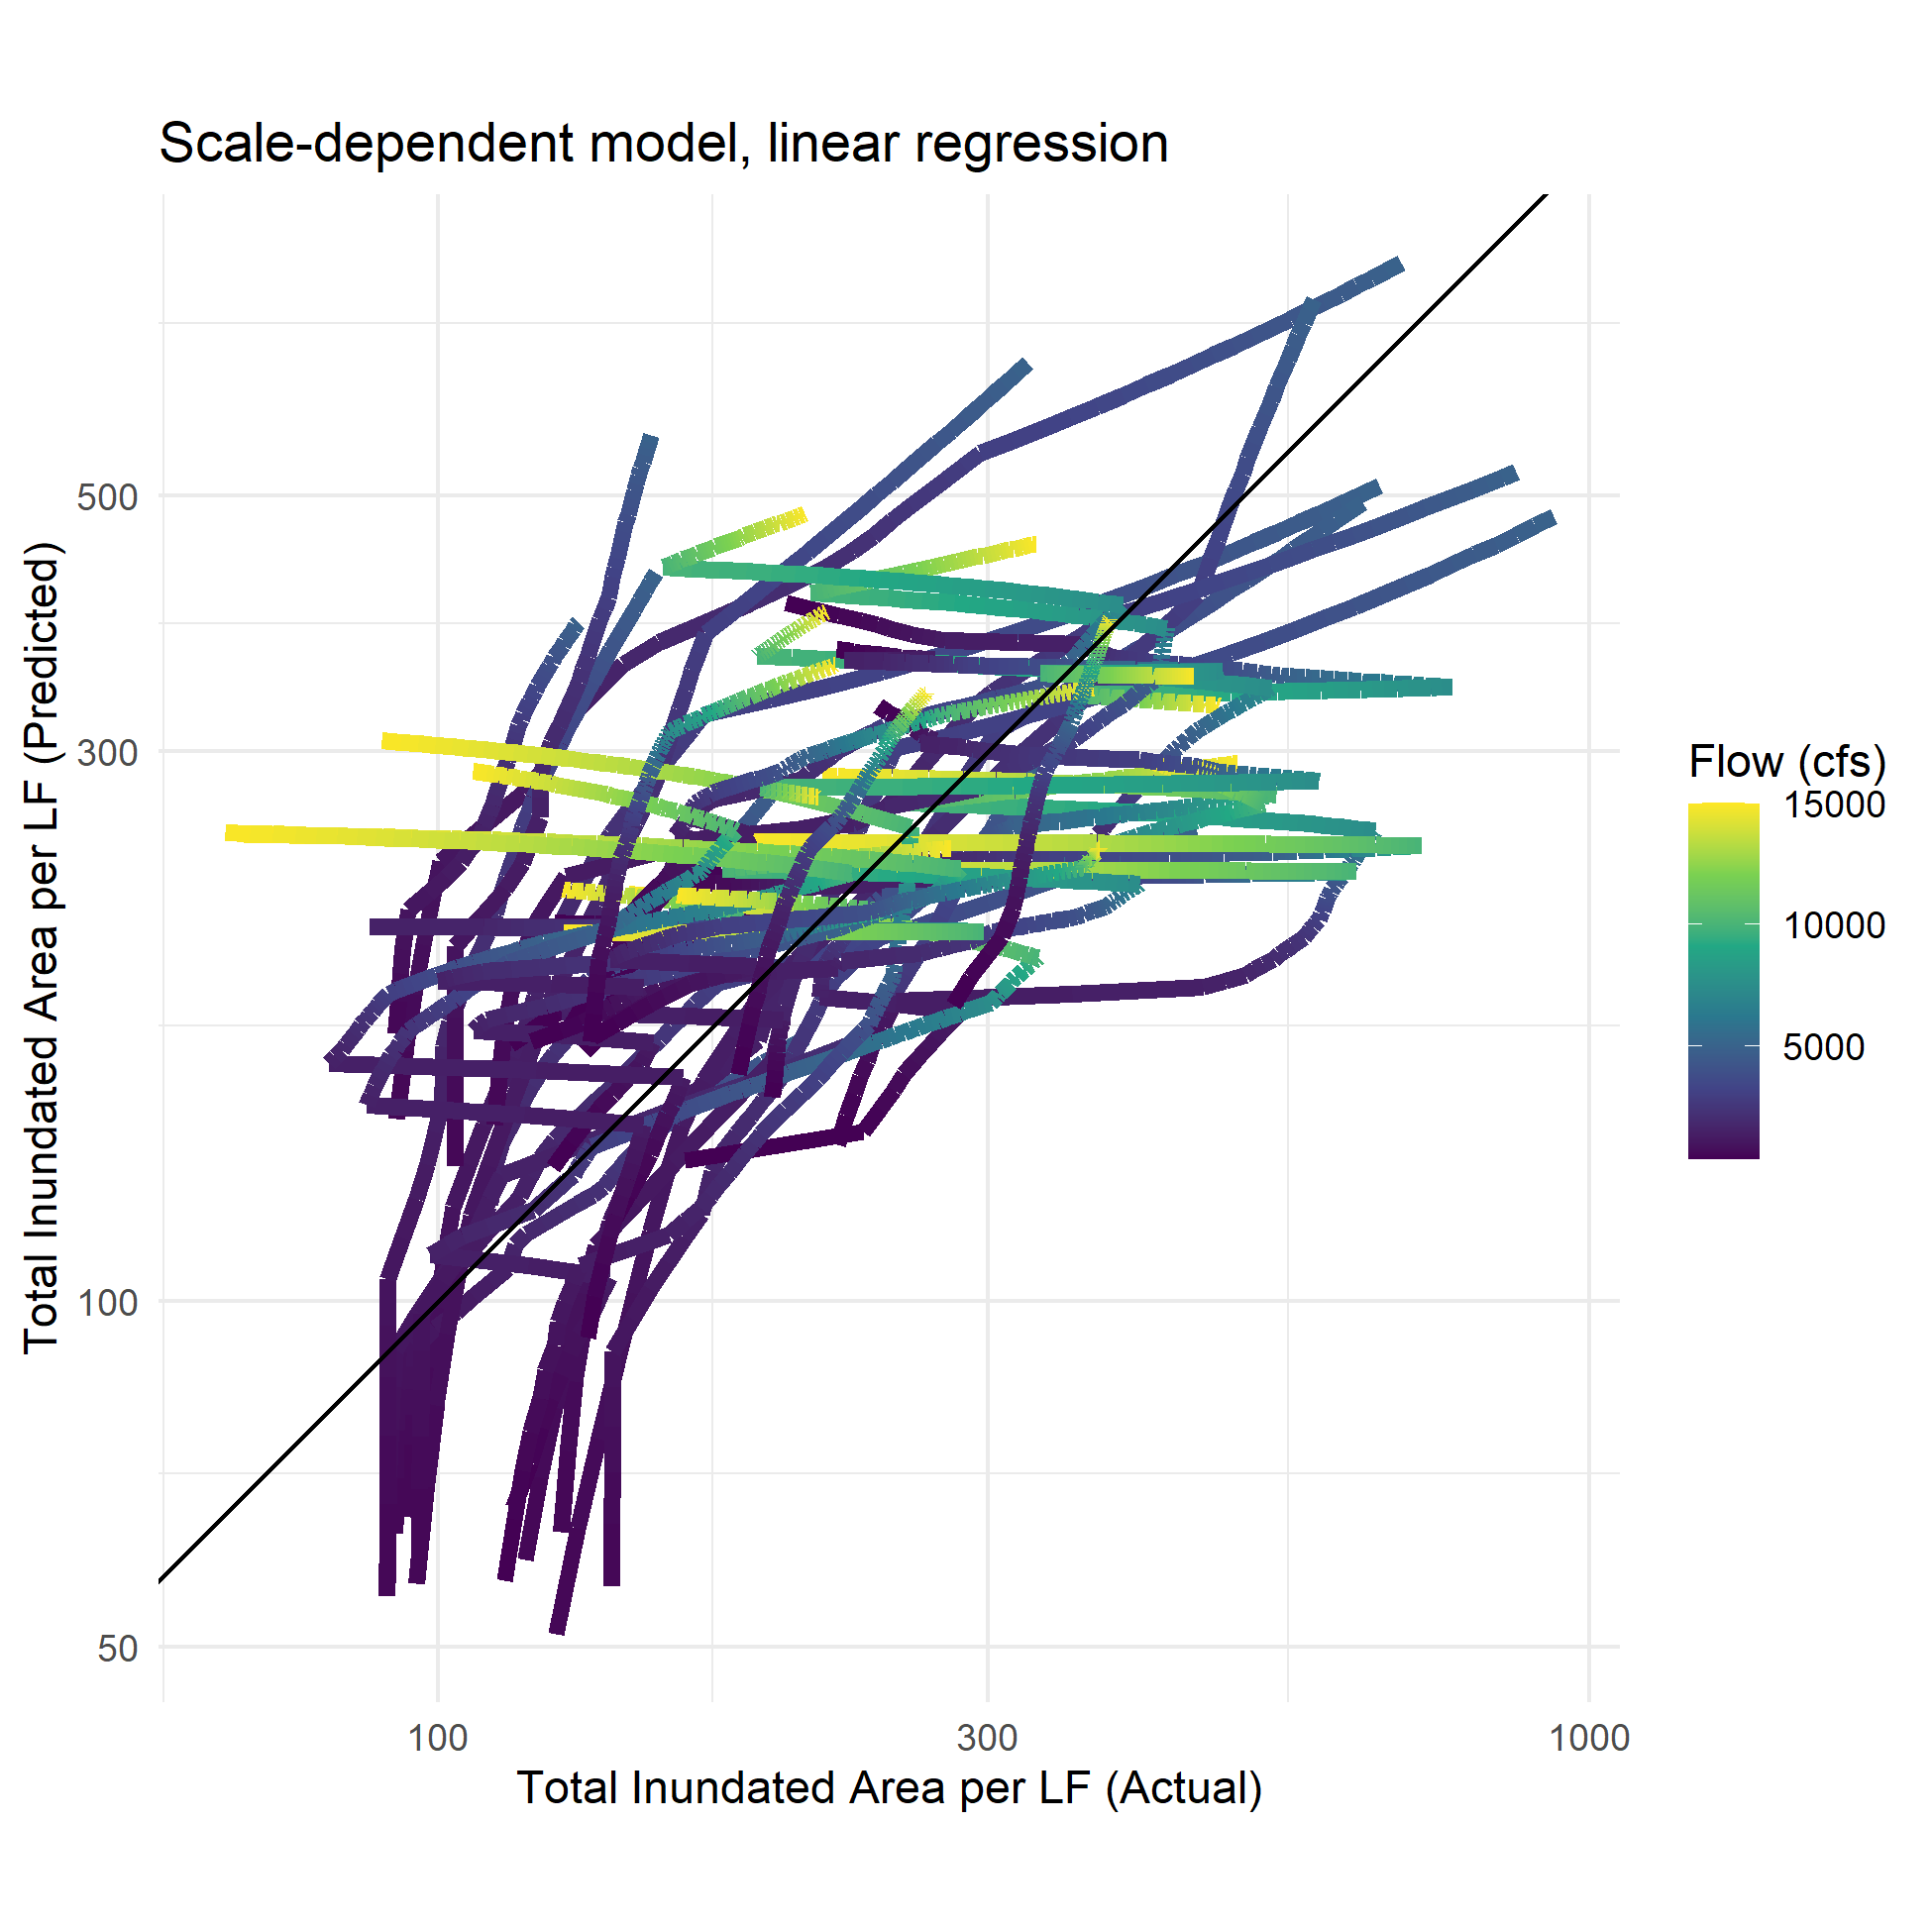 Scale-dependent model, linear regression
Total Inundated Area per LF (Predicted)
500
300
100
50
100
300
1000
Total Inundated Area per LF (Actual)
Flow (cfs)
15000
10000
5000